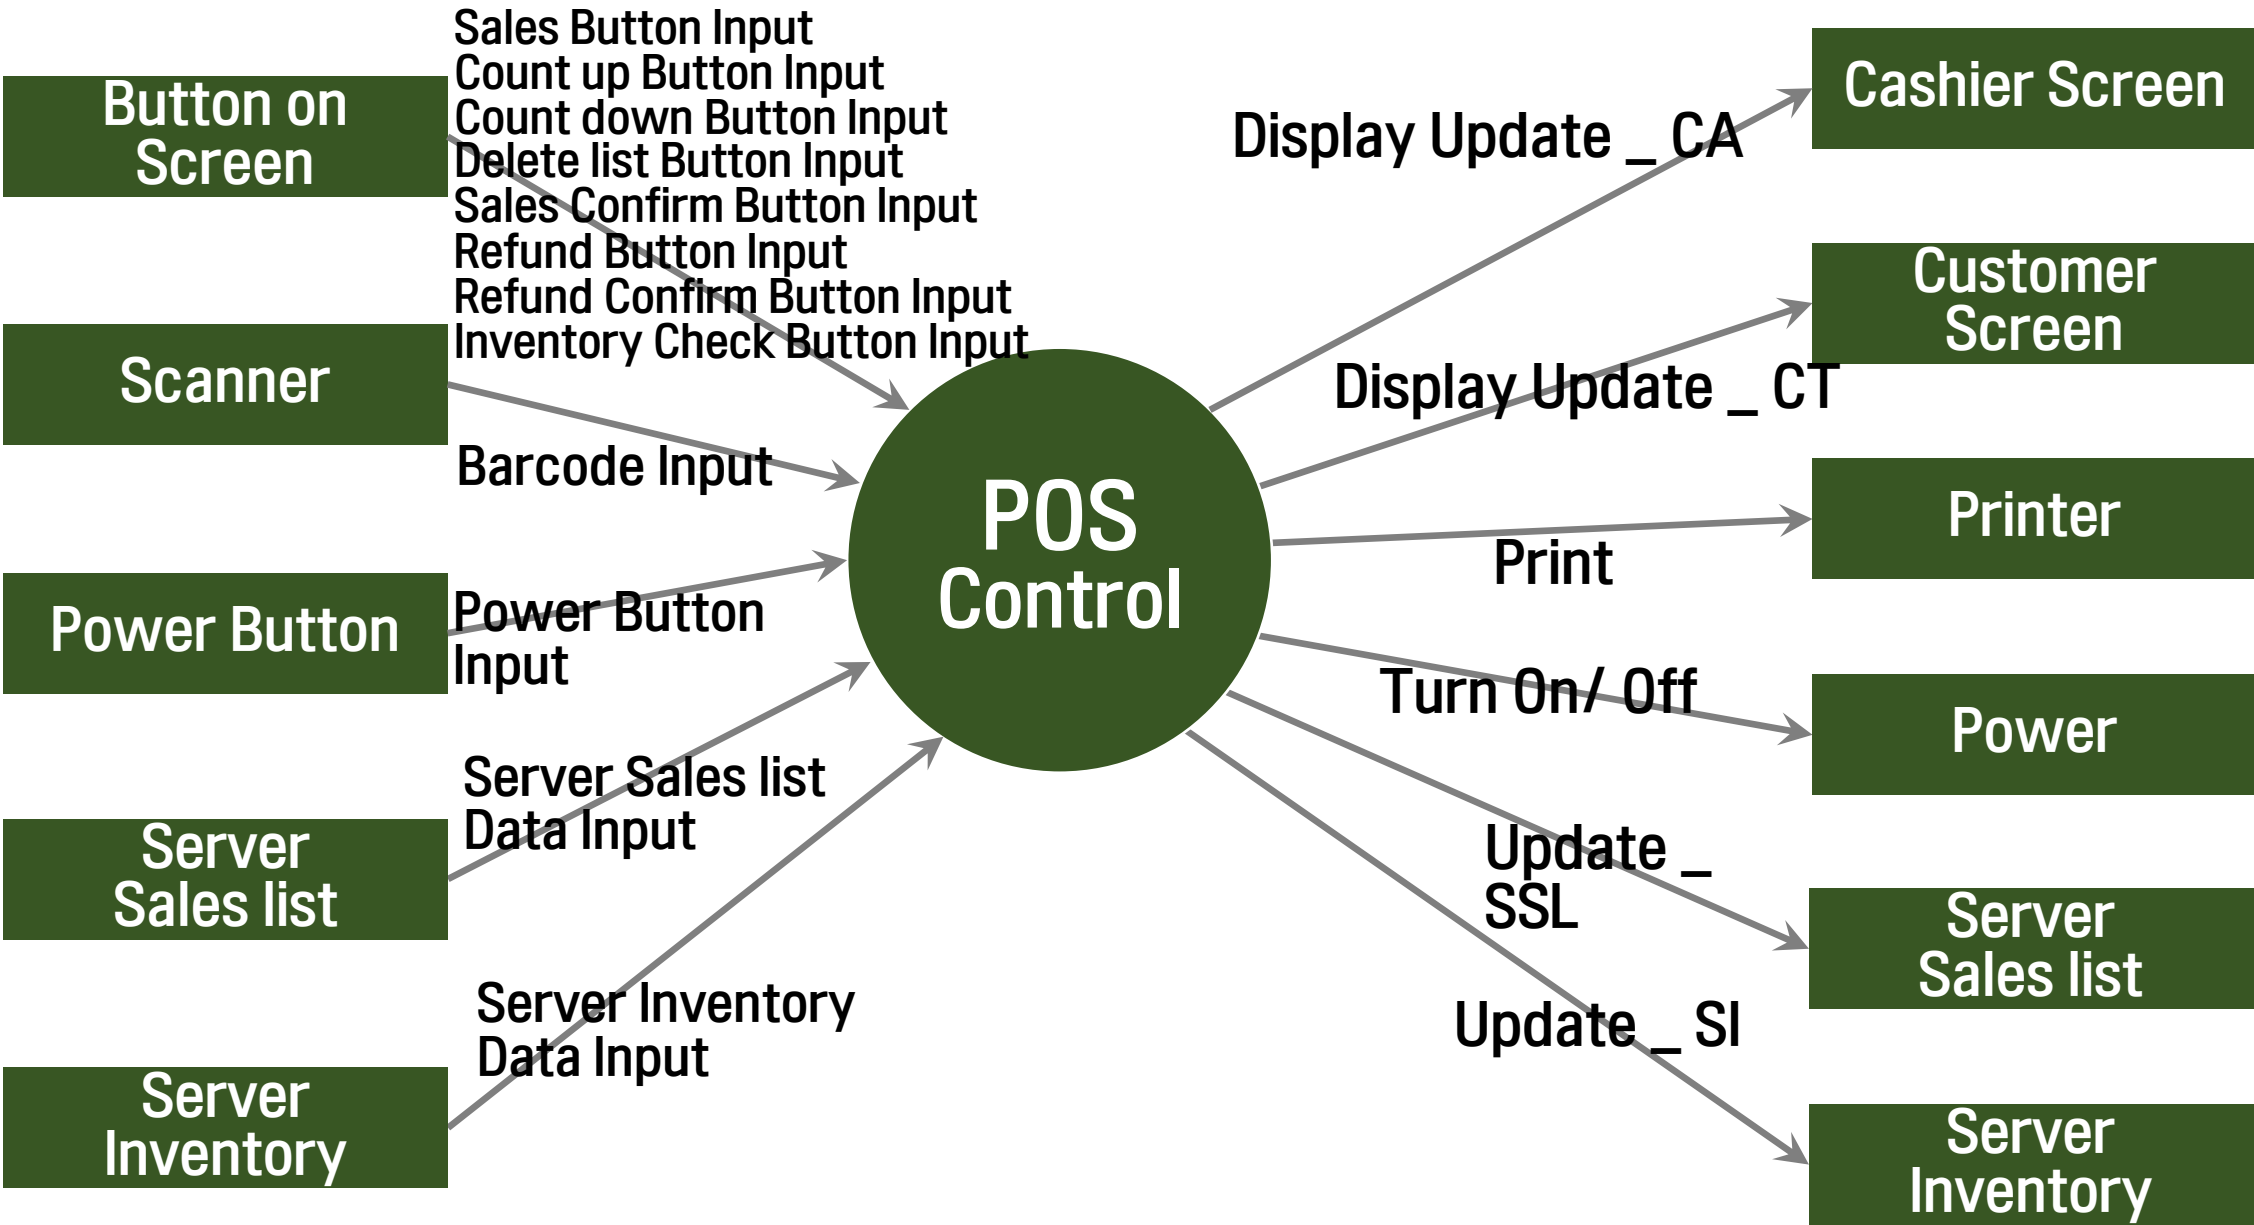 Button on
Screen
Scanner
Power Button
Server
Sales list
Server
Inventory
Sales Button Input
Count up Button Input
Count down Button Input
Delete list Button Input
Sales Confirm Button Input
Refund Button Input
Refund Confirm Button Input
Inventory Check Button Input
Barcode Input
Power Button
Input
Server Sales list
Data Input
Server Inventory
Data Input
POS
Control
Display Update _ CA
Display Update _ CT
Print
Turn On/ Off
Update _
SSL
Update _ SI
Cashier Screen
Customer
Screen
Printer
Power
Server
Sales list
Server
Inventory